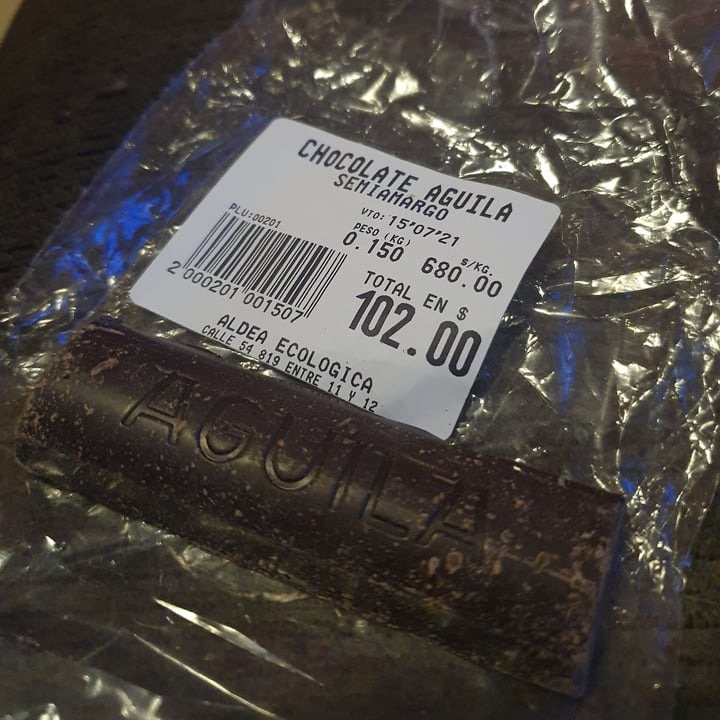 CHOCOLATE AGUILA
SEMIAMARGO
VTO: 15*07*21
PLU:00201
PESO (KG)
0.150
$/KG.
680.00
TOTAL EN $
102.00
2 000201 001507
ALDEA ECOLOGICA
CALLE 54 819 ENTRE 11 Y 12
AGUILA